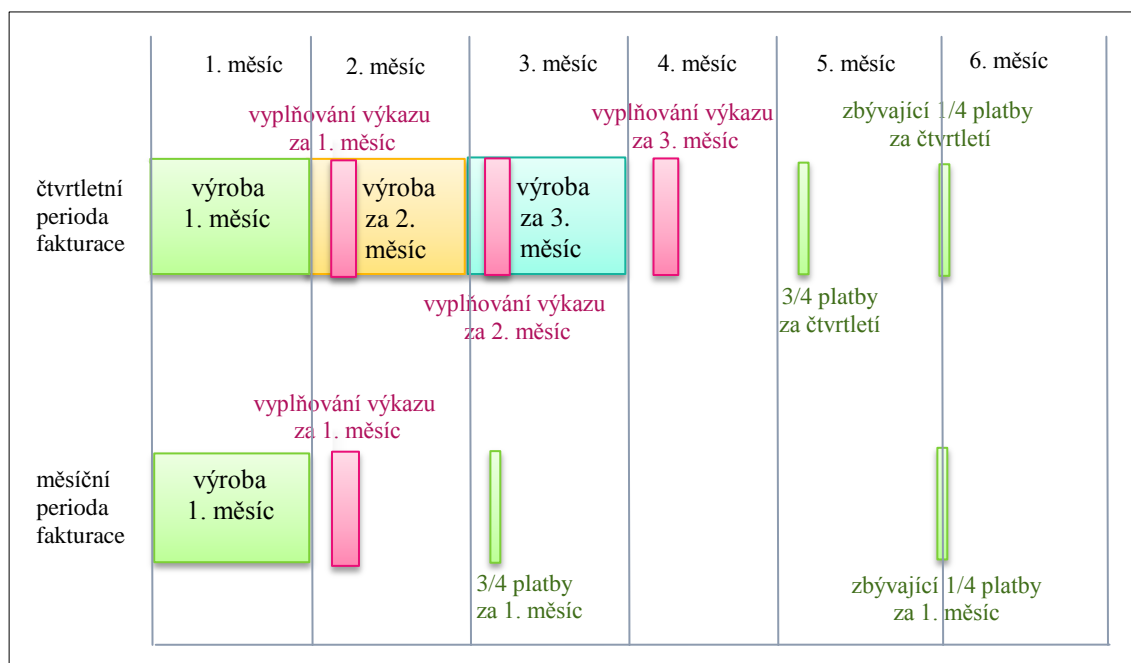 1. měsíc
2. měsíc
3. měsíc
4. měsíc
5. měsíc
6. měsíc
vyplňování výkazu
za 1. měsíc
vyplňování výkazu
za 3. měsíc
zbývající 1/4 platby
za čtvrtletí
čtvrtletní
perioda
fakturace
výroba
1. měsíc
výroba
za 2.
měsíc
výroba
za 3.
měsíc
vyplňování výkazu
za 2. měsíc
3/4 platby
za čtvrtletí
vyplňování výkazu
za 1. měsíc
měsíční
perioda
fakturace
výroba
1. měsíc
3/4 platby
za 1. měsíc
zbývající 1/4 platby
za 1. měsíc